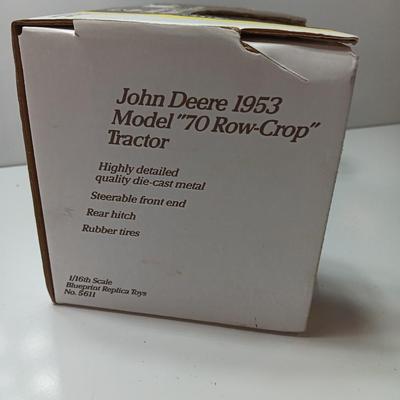 John Deere 1953
Model "70 Row-Crop"
Tractor
Highly detailed
quality die-cast metal
Steerable front end
Rear hitch
Rubber tires
1/16th Scale
Blueprint Replica Toys
No. 5611